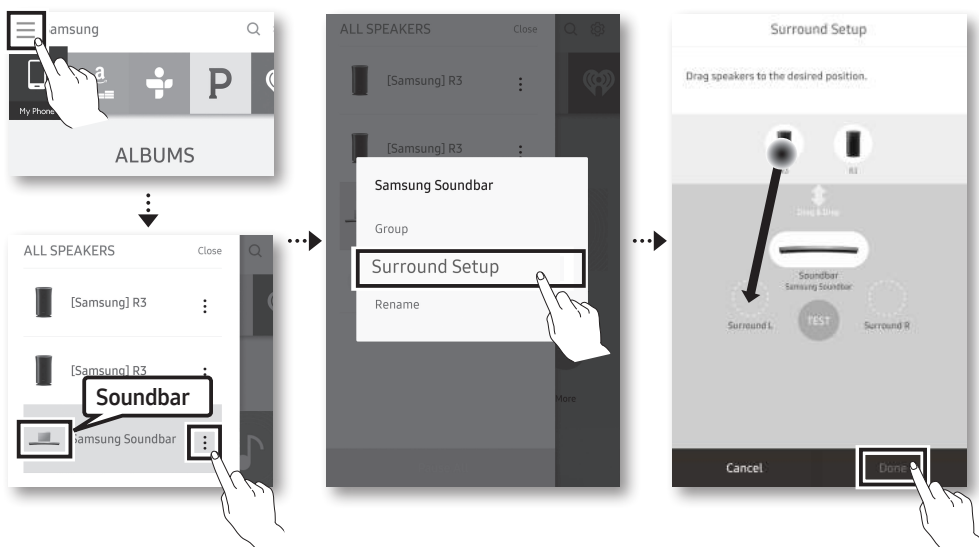 Samsung
a
P
My Phone
ALBUMS
ALL SPEAKERS Close
[Samsung] R3
[Samsung] R3
Soundbar
Samsung Soundbar
ALL SPEAKERS Close
[Samsung] R3
[Samsung] R3
Samsung Soundbar
Group
Surround Setup
Rename
More
Surround Setup
Drag speakers to the desired position.
R3 R3
Drag & Drop
Soundbar
Samsung Soundbar
Surround L TEST Surround R
Cancel Done